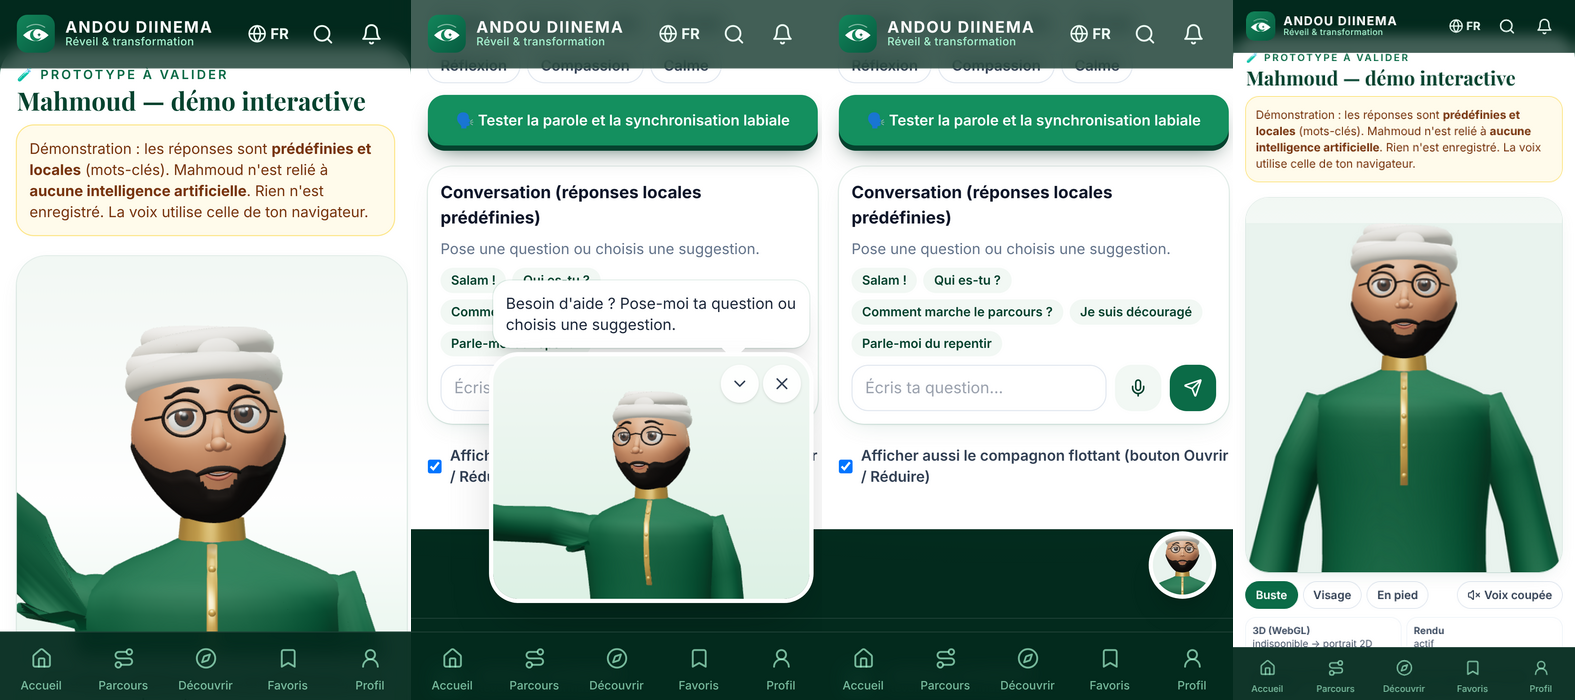 ANDOU DIINEMA
Réveil & transformation
FR
PROTOTYPE À VALIDER
Mahmoud — démo interactive
Démonstration : les réponses sont prédéfinies et
locales (mots-clés). Mahmoud n'est relié à
aucune intelligence artificielle. Rien n'est
enregistré. La voix utilise celle de ton navigateur.
Accueil
Parcours
Découvrir
Favoris
Profil
ANDOU DIINEMA
Réveil & transformation
FR
Réflexion
Compassion
Calme
Tester la parole et la synchronisation labiale
Conversation (réponses locales
prédéfinies)
Pose une question ou choisis une suggestion.
Salam !
Qui es-tu ?
Besoin d'aide ? Pose-moi ta question ou
choisis une suggestion.
Accueil
Parcours
Découvrir
Favoris
Profil
ANDOU DIINEMA
Réveil & transformation
FR
Réflexion
Compassion
Calme
Tester la parole et la synchronisation labiale
Conversation (réponses locales
prédéfinies)
Pose une question ou choisis une suggestion.
Salam !
Qui es-tu ?
Comment marche le parcours ?
Je suis découragé
Parle-moi du repentir
Écris ta question...
Afficher aussi le compagnon flottant (bouton Ouvrir
/ Réduire)
Accueil
Parcours
Découvrir
Favoris
Profil
ANDOU DIINEMA
Réveil & transformation
FR
PROTOTYPE À VALIDER
Mahmoud — démo interactive
Démonstration : les réponses sont prédéfinies et
locales (mots-clés). Mahmoud n'est relié à aucune
intelligence artificielle. Rien n'est enregistré. La voix
utilise celle de ton navigateur.
Buste
Visage
En pied
Voix coupée
3D (WebGL)
indisponible → portrait 2D
Rendu
actif
Accueil
Parcours
Découvrir
Favoris
Profil